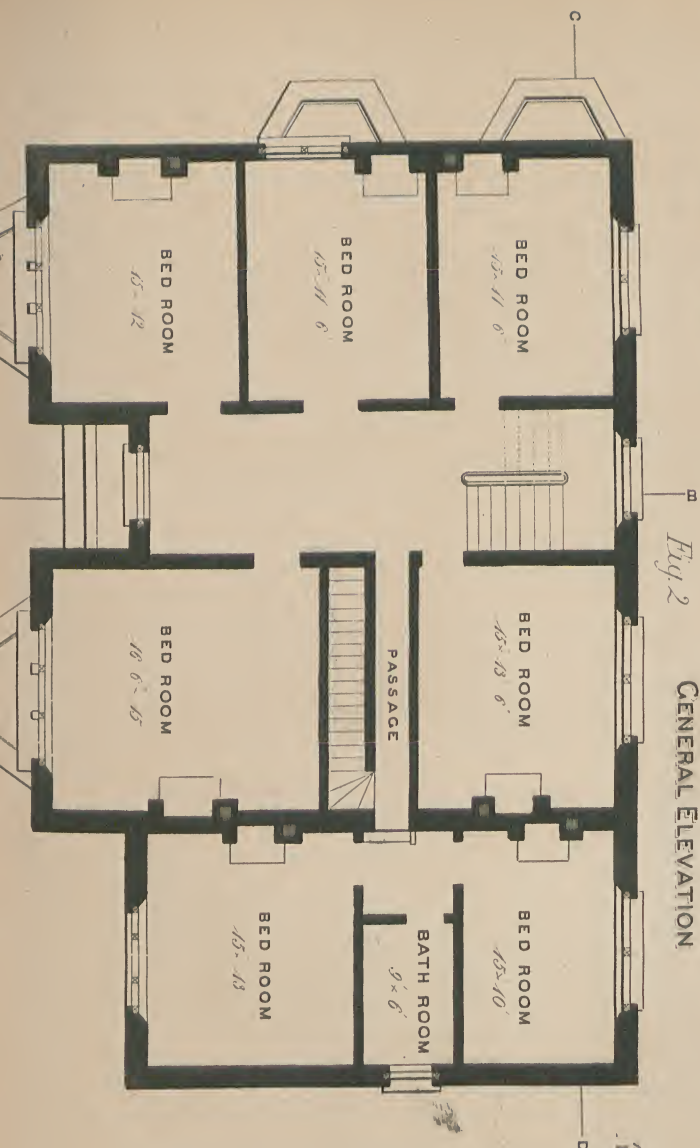 GENERAL ELEVATION.
Fig. 2
C
B
D
BED ROOM
15 × 11 6
BED ROOM
15 × 11 6
BED ROOM
15 × 12
BED ROOM
15 × 13 6
PASSAGE
BED ROOM
16 6 × 15
BED ROOM
15 × 10
BATH ROOM
9 × 6
BED ROOM
15 × 13